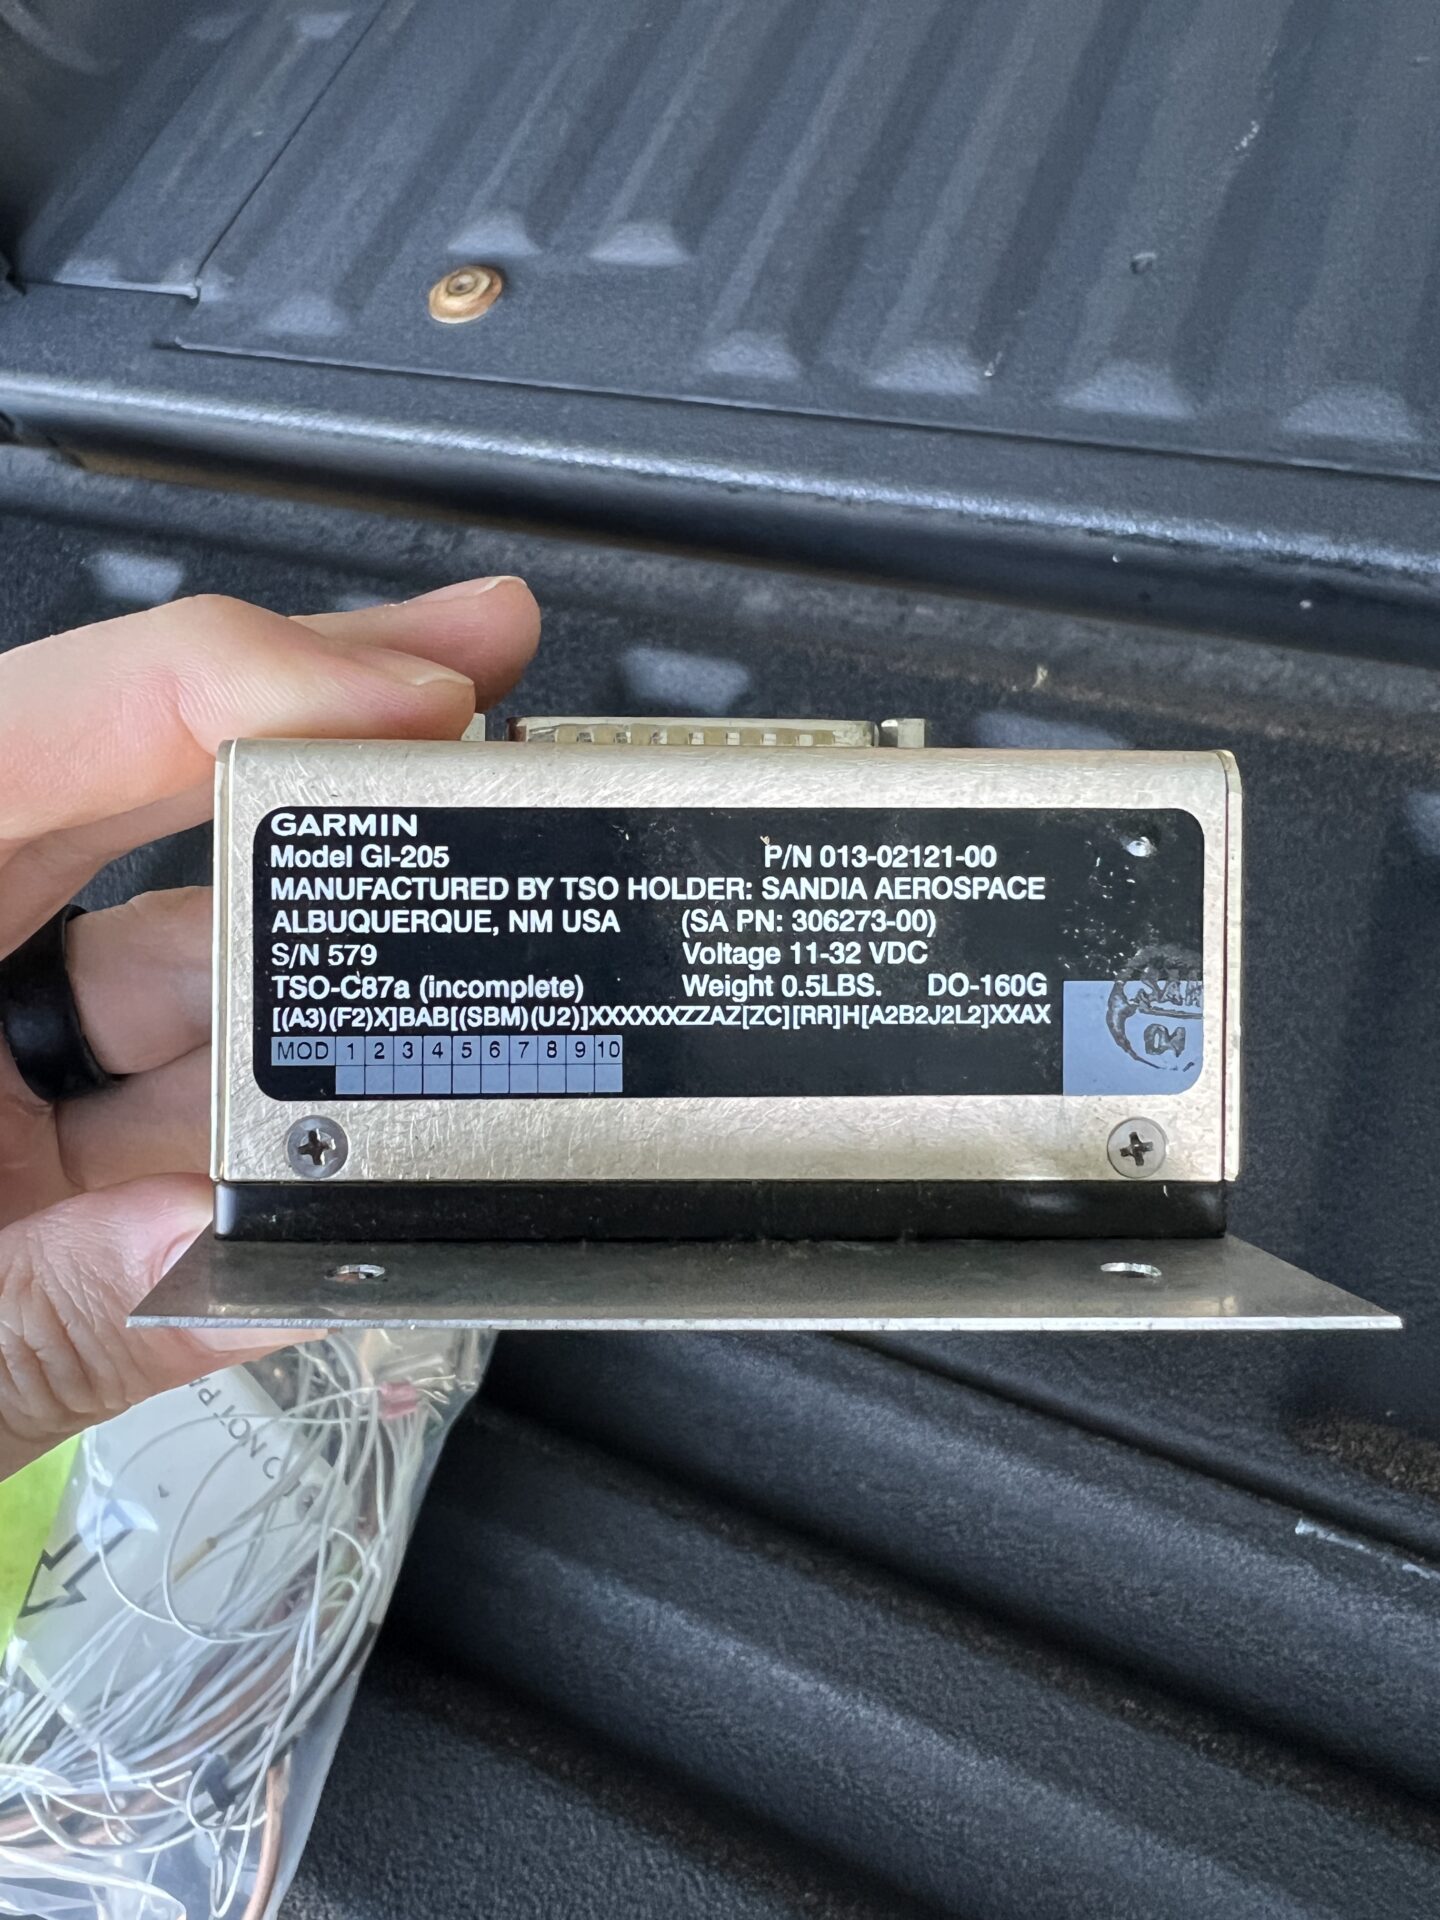 GARMIN
Model GI-205 P/N 013-02121-00
MANUFACTURED BY TSO HOLDER: SANDIA AEROSPACE
ALBUQUERQUE, NM USA (SA PN: 306273-00)
S/N 579 Voltage 11-32 VDC
TSO-C87a (incomplete) Weight 0.5LBS. DO-160G
[(A3)(F2)X]BAB[(SBM)(U2)]XXXXXXZZAZ[ZC][RR]H[A2B2J2L2]XXAX
MOD 1 2 3 4 5 6 7 8 9 10
04
NOT